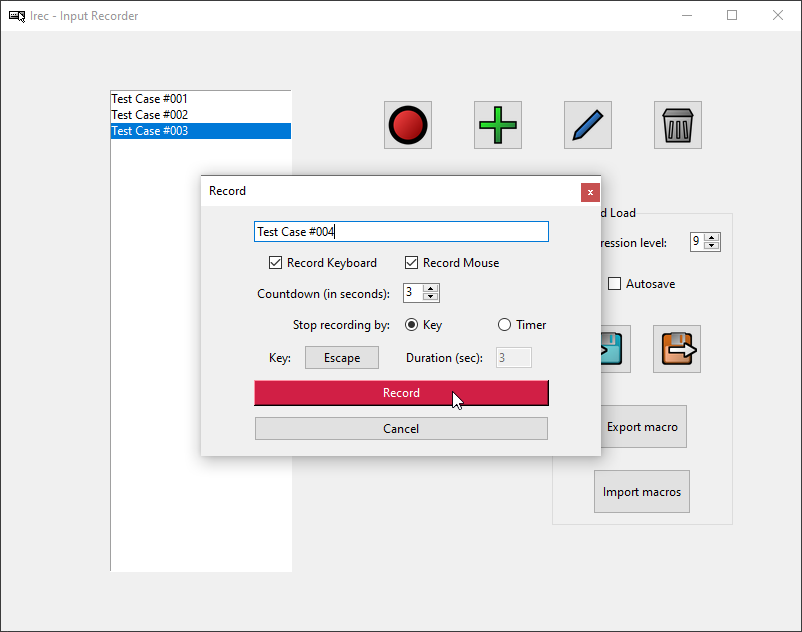 Irec - Input Recorder
Test Case #001
Test Case #002
Test Case #003
Record
x
Test Case #004
Record Keyboard
Record Mouse
Countdown (in seconds):
3
Stop recording by:
Key
Timer
Key:
Escape
Duration (sec):
3
Record
Cancel
d Load
ression level:
9
Autosave
Export macro
Import macros